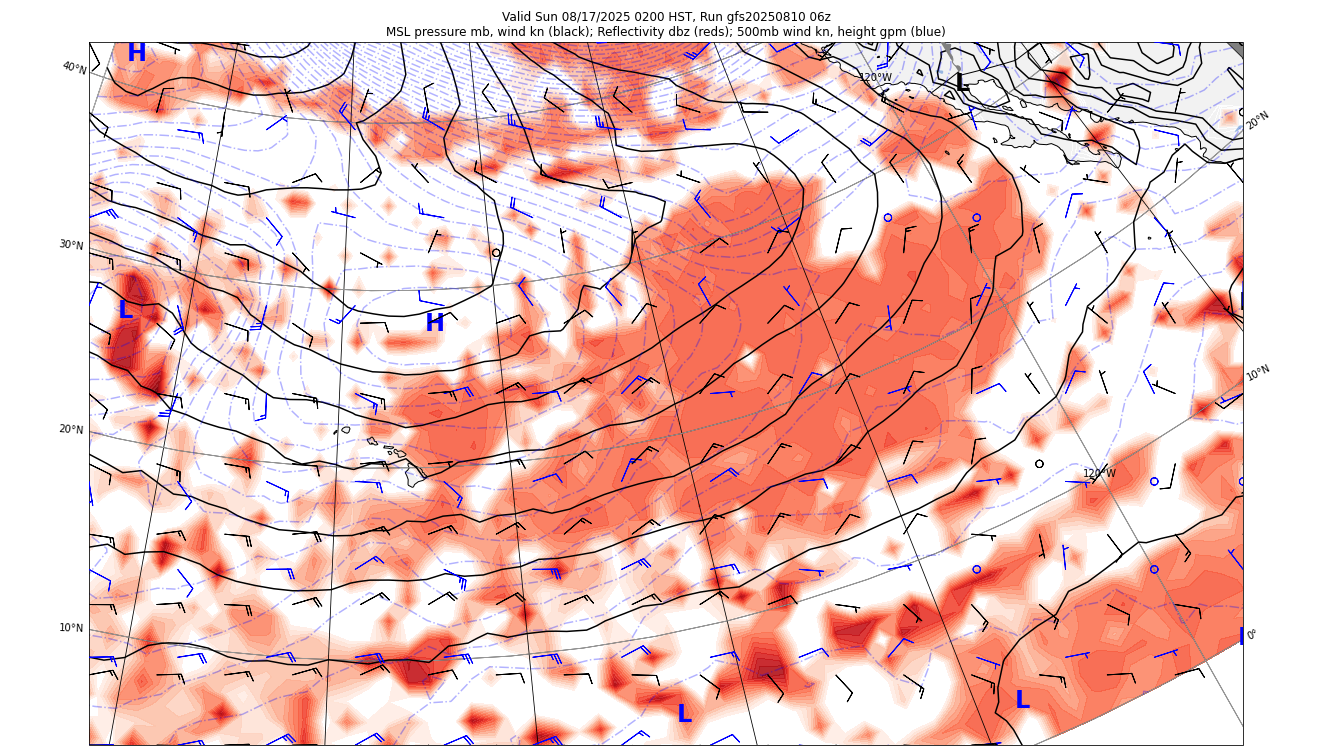 Valid Sun 08/17/2025 0200 HST, Run gfs20250810 06z
MSL pressure mb, wind kn (black); Reflectivity dbz (reds); 500mb wind kn, height gpm (blue)
H
40°N
120°W
L
20°N
30°N
L
H
10°N
20°N
120°W
10°N
0°
L
L